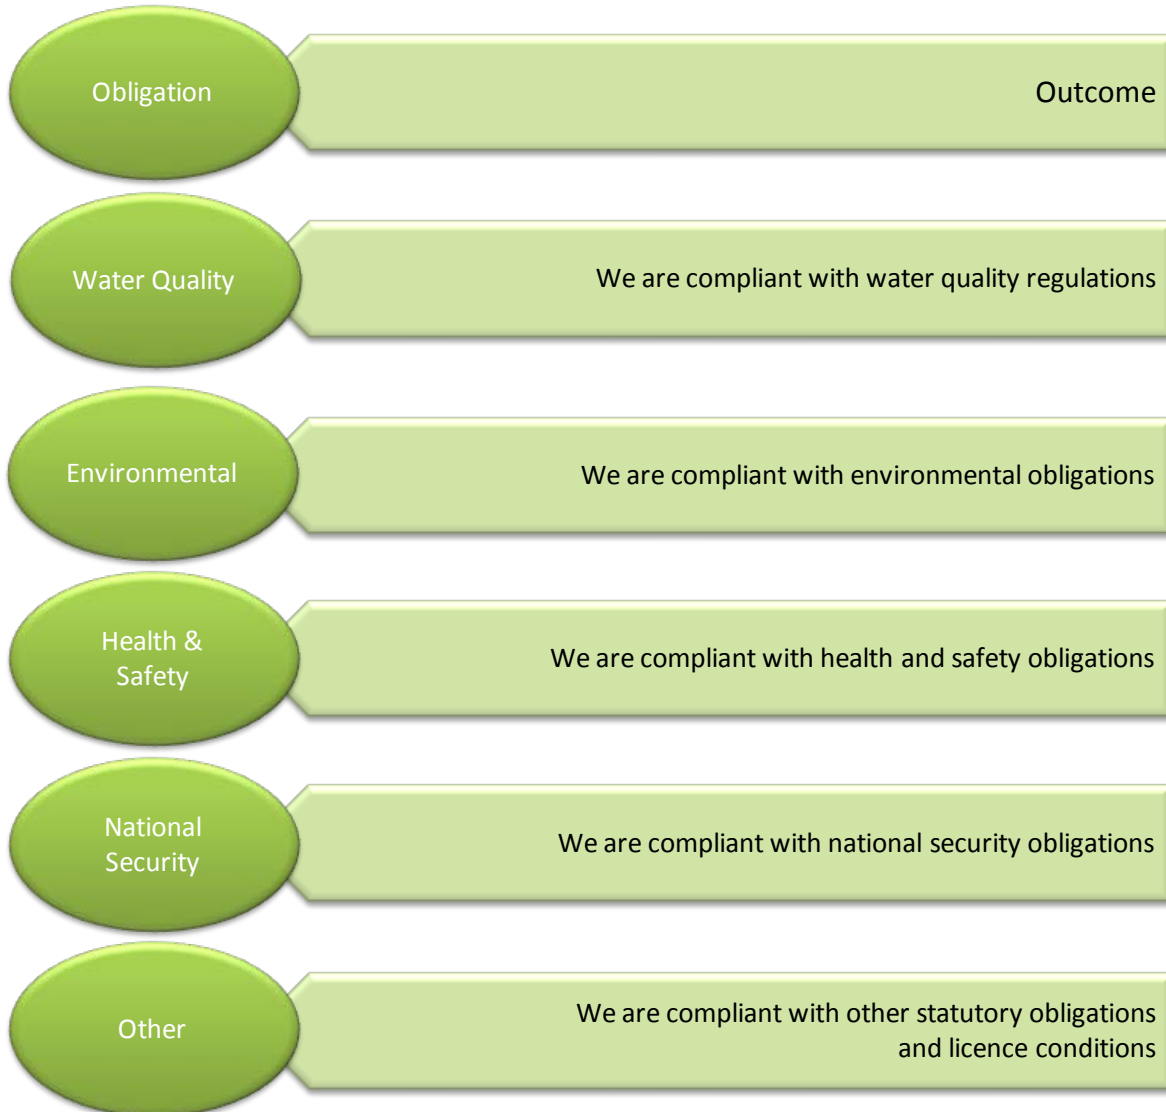 Obligation
Outcome
Water Quality
We are compliant with water quality regulations
Environmental
We are compliant with environmental obligations
Health &
Safety
We are compliant with health and safety obligations
National
Security
We are compliant with national security obligations
Other
We are compliant with other statutory obligations
and licence conditions